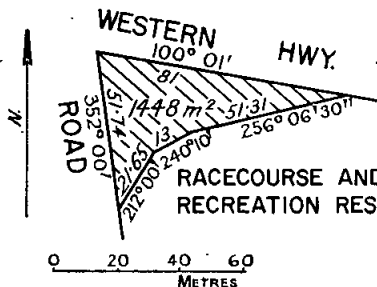 WESTERN HWY.
100° 01'
81
N
ROAD
352° 00'
51·74
1448 m² 51·31
13
256° 06' 30"
240° 10'
21·65
212° 00'
RACECOURSE AND
RECREATION RES
0 20 40 60
METRES